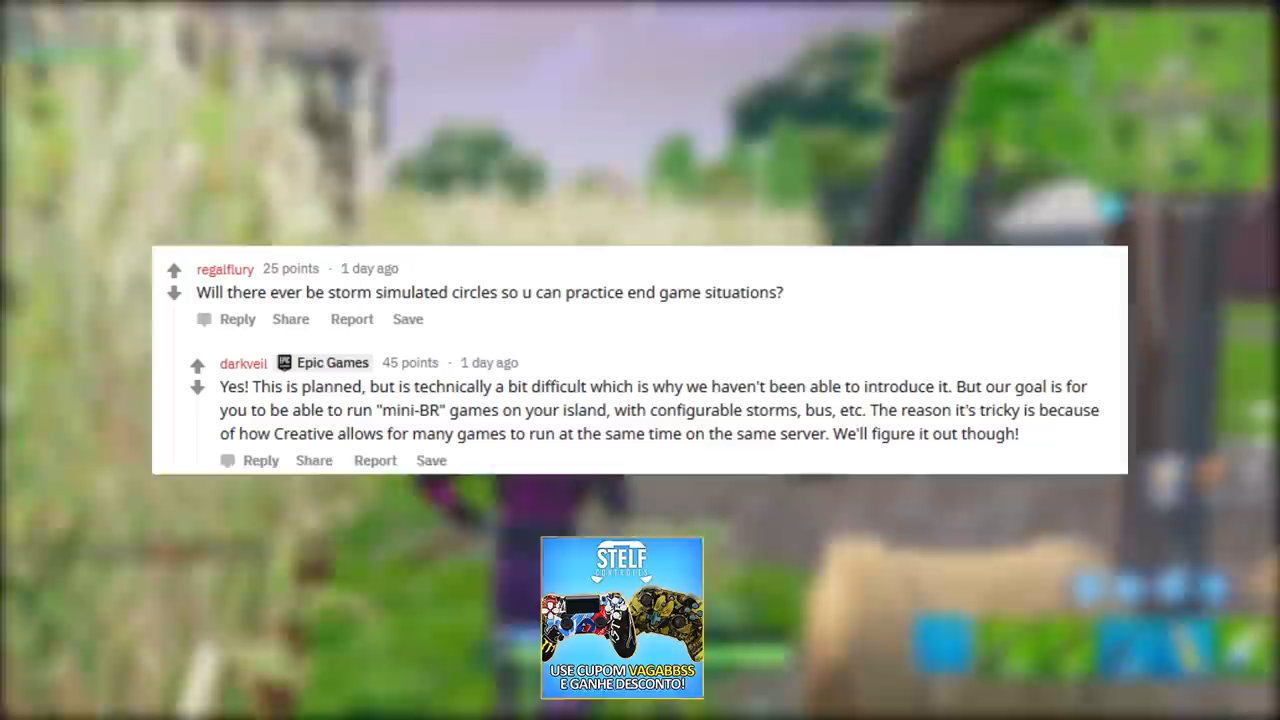 regalflury 25 points · 1 day ago
Will there ever be storm simulated circles so u can practice end game situations?
Reply Share Report Save
darkveil EPIC Epic Games 45 points · 1 day ago
Yes! This is planned, but is technically a bit difficult which is why we haven't been able to introduce it. But our goal is for
you to be able to run "mini-BR" games on your island, with configurable storms, bus, etc. The reason it's tricky is because
of how Creative allows for many games to run at the same time on the same server. We'll figure it out though!
Reply Share Report Save
STELF
CONTROLES
USE CUPOM VAGABBSS
E GANHE DESCONTO!